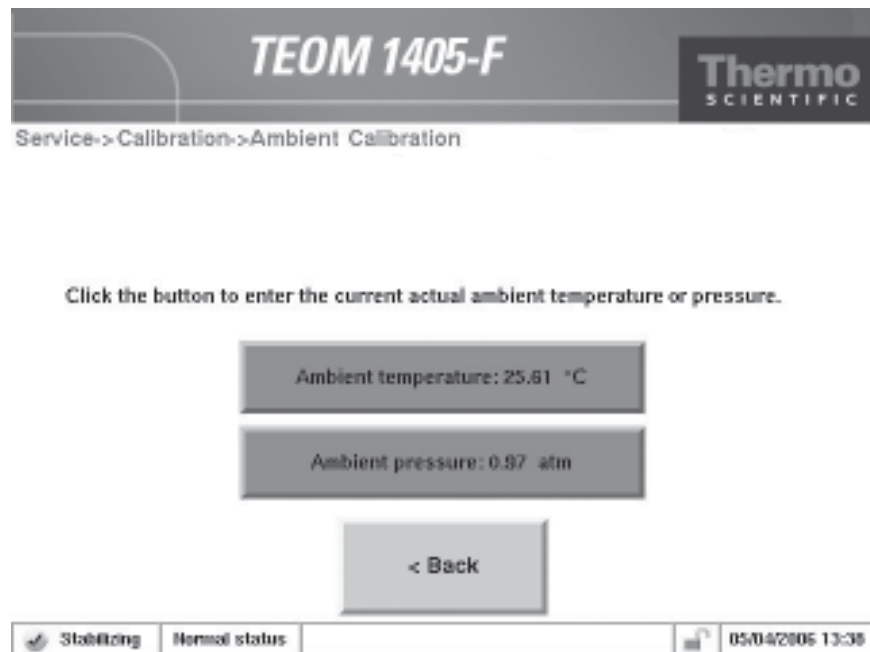 TEOM 1405-F
Thermo
SCIENTIFIC
Service->Calibration->Ambient Calibration
Click the button to enter the current actual ambient temperature or pressure.
Ambient temperature: 25.61 °C
Ambient pressure: 0.97 atm
< Back
Stabilizing
Normal status
05/04/2006 13:38